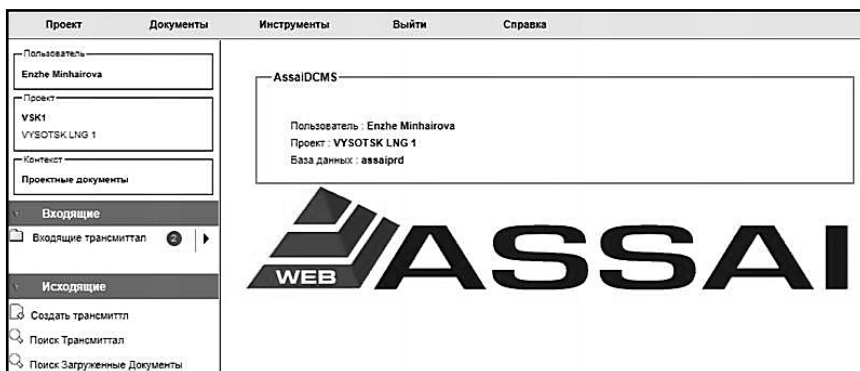 Проект Документы Инструменты Выйти Справка
Пользователь
Enzhe Minhairova
Проект
VSK1
VYSOTSK LNG 1
Контекст
Проектные документы
Входящие
Входящие трансмиттал 2
Исходящие
Создать трансмиттл
Поиск Трансмиттал
Поиск Загруженные Документы
AssaiDCMS
Пользователь : Enzhe Minhairova
Проект : VYSOTSK LNG 1
База данных : assaiprd
WEB ASSAI